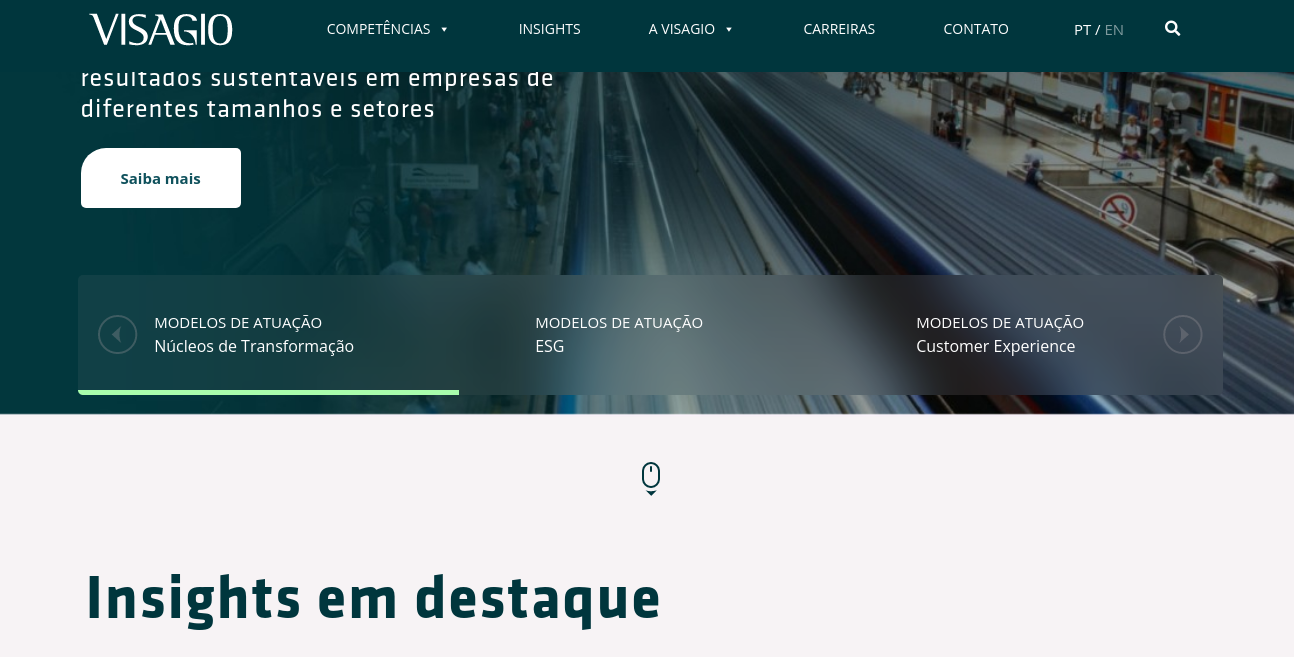 VISAGIO
COMPETÊNCIAS
INSIGHTS
A VISAGIO
CARREIRAS
CONTATO
PT / EN
resultados sustentáveis em empresas de
diferentes tamanhos e setores
Saiba mais
MODELOS DE ATUAÇÃO
Núcleos de Transformação
MODELOS DE ATUAÇÃO
ESG
MODELOS DE ATUAÇÃO
Customer Experience
Insights em destaque